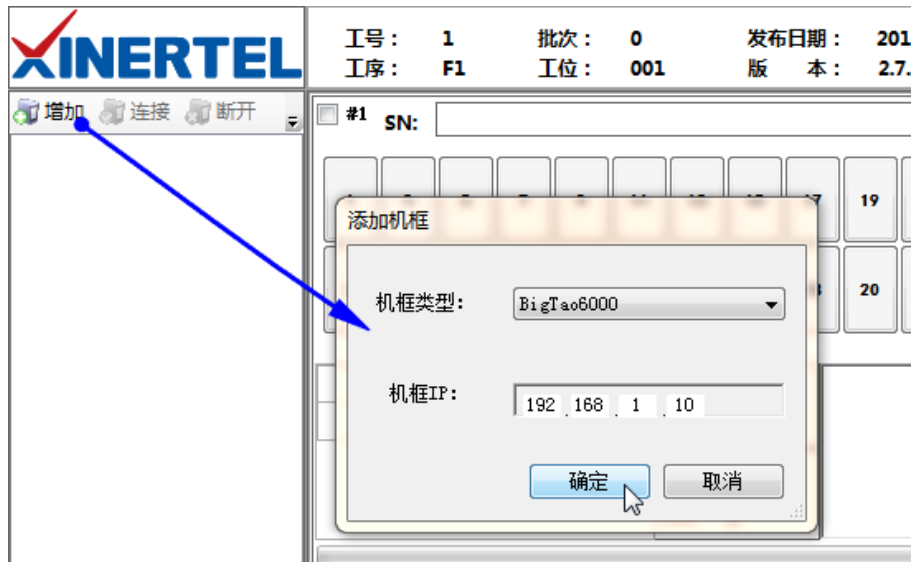 XINERTEL
工号： 1 批次： 0 发布日期： 201
工序： F1 工位： 001 版 本： 2.7.
增加 连接 断开
#1 SN:
19
添加机框
20
机框类型: BigTao6000
机框IP: 192 . 168 . 1 . 10
确定 取消